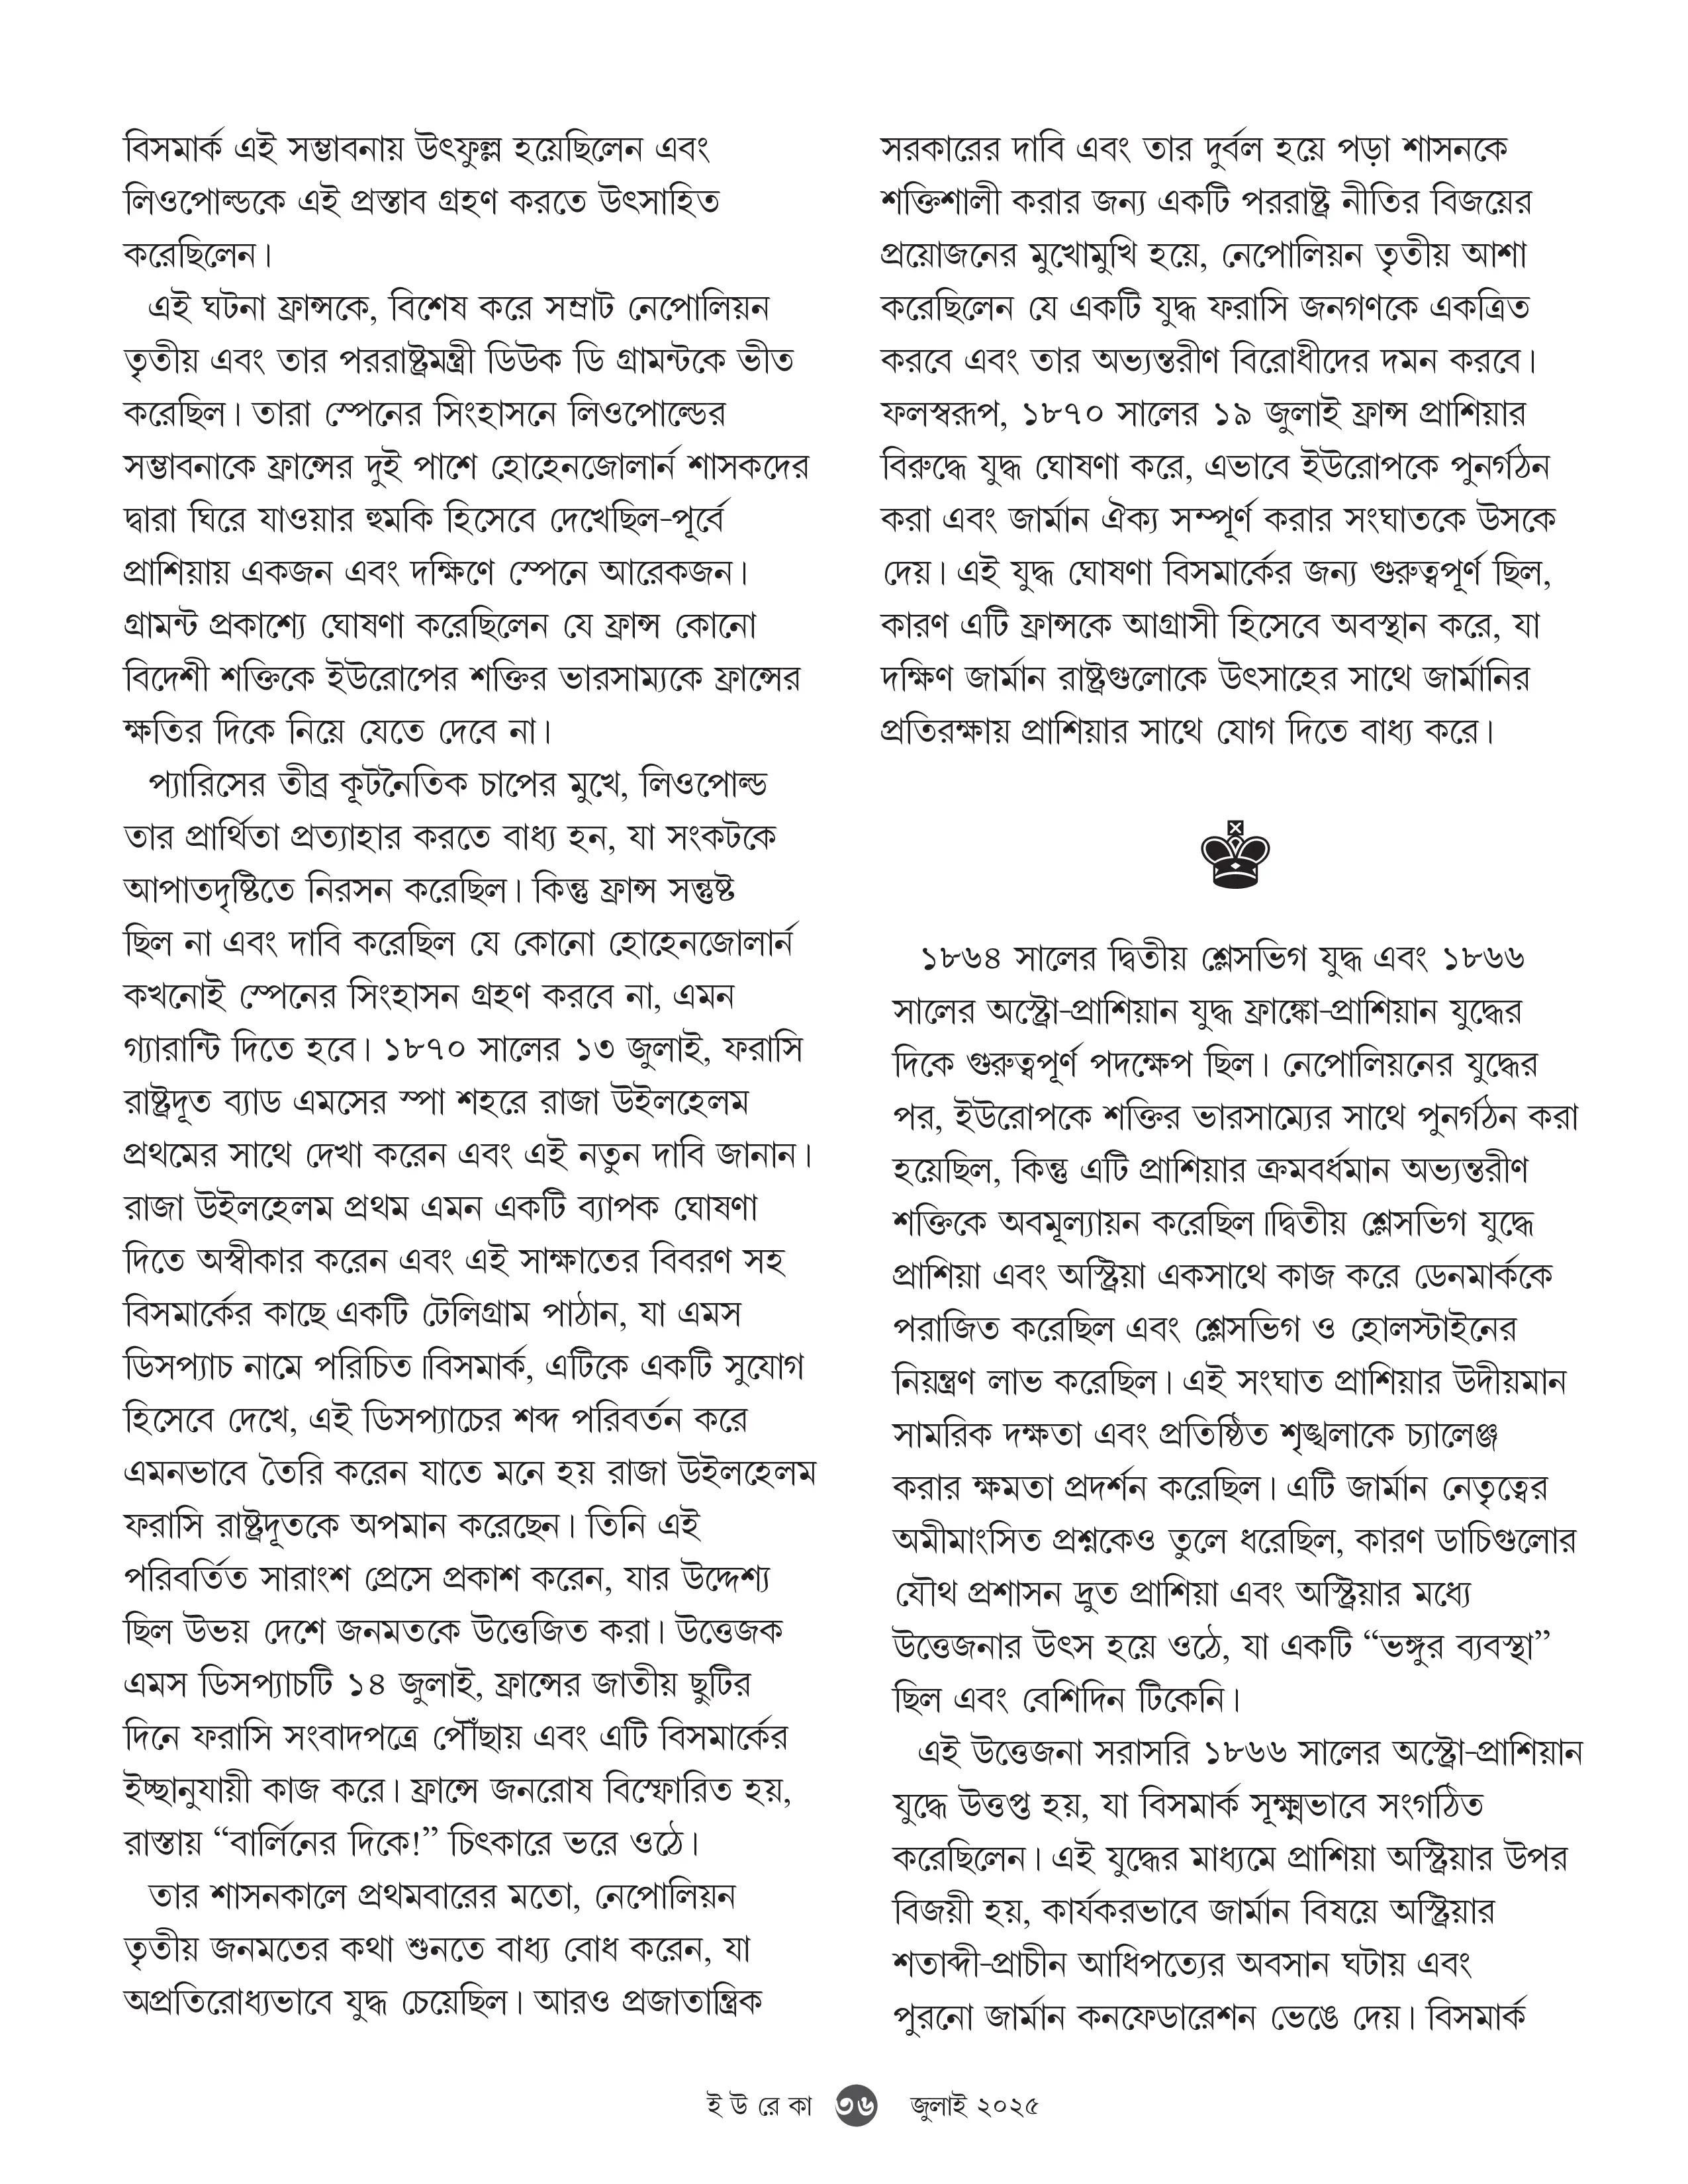 বিসমার্ক এই সম্ভাবনায় উৎফুল্ল হয়েছিলেন এবং
লিওপোল্ডকে এই প্রস্তাব গ্রহণ করতে উৎসাহিত
করেছিলেন।
এই ঘটনা ফ্রান্সকে, বিশেষ করে সম্রাট নেপোলিয়ন
তৃতীয় এবং তার পররাষ্ট্রমন্ত্রী ডিউক ডি গ্রামন্টকে ভীত
করেছিল। তারা স্পেনের সিংহাসনে লিওপোল্ডের
সম্ভাবনাকে ফ্রান্সের দুই পাশে হোহেনজোলার্ন শাসকদের
দ্বারা ঘিরে যাওয়ার হুমকি হিসেবে দেখেছিল-পূর্বে
প্রাশিয়ায় একজন এবং দক্ষিণে স্পেনে আরেকজন।
গ্রামন্ট প্রকাশ্যে ঘোষণা করেছিলেন যে ফ্রান্স কোনো
বিদেশী শক্তিকে ইউরোপের শক্তির ভারসাম্যকে ফ্রান্সের
ক্ষতির দিকে নিয়ে যেতে দেবে না।
প্যারিসের তীব্র কূটনৈতিক চাপের মুখে, লিওপোল্ড
তার প্রার্থিতা প্রত্যাহার করতে বাধ্য হন, যা সংকটকে
আপাতদৃষ্টিতে নিরসন করেছিল। কিন্তু ফ্রান্স সন্তুষ্ট
ছিল না এবং দাবি করেছিল যে কোনো হোহেনজোলার্ন
কখনোই স্পেনের সিংহাসন গ্রহণ করবে না, এমন
গ্যারান্টি দিতে হবে। ১৮৭০ সালের ১৩ জুলাই, ফরাসি
রাষ্ট্রদূত ব্যাড এমসের স্পা শহরে রাজা উইলহেলম
প্রথমের সাথে দেখা করেন এবং এই নতুন দাবি জানান।
রাজা উইলহেলম প্রথম এমন একটি ব্যাপক ঘোষণা
দিতে অস্বীকার করেন এবং এই সাক্ষাতের বিবরণ সহ
বিসমার্কের কাছে একটি টেলিগ্রাম পাঠান, যা এমস
ডিসপ্যাচ নামে পরিচিত।বিসমার্ক, এটিকে একটি সুযোগ
হিসেবে দেখে, এই ডিসপ্যাচের শব্দ পরিবর্তন করে
এমনভাবে তৈরি করেন যাতে মনে হয় রাজা উইলহেলম
ফরাসি রাষ্ট্রদূতকে অপমান করেছেন। তিনি এই
পরিবর্তিত সারাংশ প্রেসে প্রকাশ করেন, যার উদ্দেশ্য
ছিল উভয় দেশে জনমতকে উত্তেজিত করা। উত্তেজক
এমস ডিসপ্যাচটি ১৪ জুলাই, ফ্রান্সের জাতীয় ছুটির
দিনে ফরাসি সংবাদপত্রে পৌঁছায় এবং এটি বিসমার্কের
ইচ্ছানুযায়ী কাজ করে। ফ্রান্সে জনরোষ বিস্ফোরিত হয়,
রাস্তায় “বার্লিনের দিকে!” চিৎকারে ভরে ওঠে।
তার শাসনকালে প্রথমবারের মতো, নেপোলিয়ন
তৃতীয় জনমতের কথা শুনতে বাধ্য বোধ করেন, যা
অপ্রতিরোধ্যভাবে যুদ্ধ চেয়েছিল। আরও প্রজাতান্ত্রিক
সরকারের দাবি এবং তার দুর্বল হয়ে পড়া শাসনকে
শক্তিশালী করার জন্য একটি পররাষ্ট্র নীতির বিজয়ের
প্রয়োজনের মুখোমুখি হয়ে, নেপোলিয়ন তৃতীয় আশা
করেছিলেন যে একটি যুদ্ধ ফরাসি জনগণকে একত্রিত
করবে এবং তার অভ্যন্তরীণ বিরোধীদের দমন করবে।
ফলস্বরূপ, ১৮৭০ সালের ১৯ জুলাই ফ্রান্স প্রাশিয়ার
বিরুদ্ধে যুদ্ধ ঘোষণা করে, এভাবে ইউরোপকে পুনর্গঠন
করা এবং জার্মান ঐক্য সম্পূর্ণ করার সংঘাতকে উসকে
দেয়। এই যুদ্ধ ঘোষণা বিসমার্কের জন্য গুরুত্বপূর্ণ ছিল,
কারণ এটি ফ্রান্সকে আগ্রাসী হিসেবে অবস্থান করে, যা
দক্ষিণ জার্মান রাষ্ট্রগুলোকে উৎসাহের সাথে জার্মানির
প্রতিরক্ষায় প্রাশিয়ার সাথে যোগ দিতে বাধ্য করে।
১৮৬৪ সালের দ্বিতীয় শ্লেসভিগ যুদ্ধ এবং ১৮৬৬
সালের অস্ট্রো-প্রাশিয়ান যুদ্ধ ফ্রাঙ্কো-প্রাশিয়ান যুদ্ধের
দিকে গুরুত্বপূর্ণ পদক্ষেপ ছিল। নেপোলিয়নের যুদ্ধের
পর, ইউরোপকে শক্তির ভারসাম্যের সাথে পুনর্গঠন করা
হয়েছিল, কিন্তু এটি প্রাশিয়ার ক্রমবর্ধমান অভ্যন্তরীণ
শক্তিকে অবমূল্যায়ন করেছিল।দ্বিতীয় শ্লেসভিগ যুদ্ধে
প্রাশিয়া এবং অস্ট্রিয়া একসাথে কাজ করে ডেনমার্ককে
পরাজিত করেছিল এবং শ্লেসভিগ ও হোলস্টাইনের
নিয়ন্ত্রণ লাভ করেছিল। এই সংঘাত প্রাশিয়ার উদীয়মান
সামরিক দক্ষতা এবং প্রতিষ্ঠিত শৃঙ্খলাকে চ্যালেঞ্জ
করার ক্ষমতা প্রদর্শন করেছিল। এটি জার্মান নেতৃত্বের
অমীমাংসিত প্রশ্নকেও তুলে ধরেছিল, কারণ ডাচিগুলোর
যৌথ প্রশাসন দ্রুত প্রাশিয়া এবং অস্ট্রিয়ার মধ্যে
উত্তেজনার উৎস হয়ে ওঠে, যা একটি “ভঙ্গুর ব্যবস্থা”
ছিল এবং বেশিদিন টিকেনি।
এই উত্তেজনা সরাসরি ১৮৬৬ সালের অস্ট্রো-প্রাশিয়ান
যুদ্ধে উত্তপ্ত হয়, যা বিসমার্ক সূক্ষ্মভাবে সংগঠিত
করেছিলেন। এই যুদ্ধের মাধ্যমে প্রাশিয়া অস্ট্রিয়ার উপর
বিজয়ী হয়, কার্যকরভাবে জার্মান বিষয়ে অস্ট্রিয়ার
শতাব্দী-প্রাচীন আধিপত্যের অবসান ঘটায় এবং
পুরনো জার্মান কনফেডারেশন ভেঙে দেয়। বিসমার্ক
ই উ রে কা ৩৬ জুলাই ২০২৫